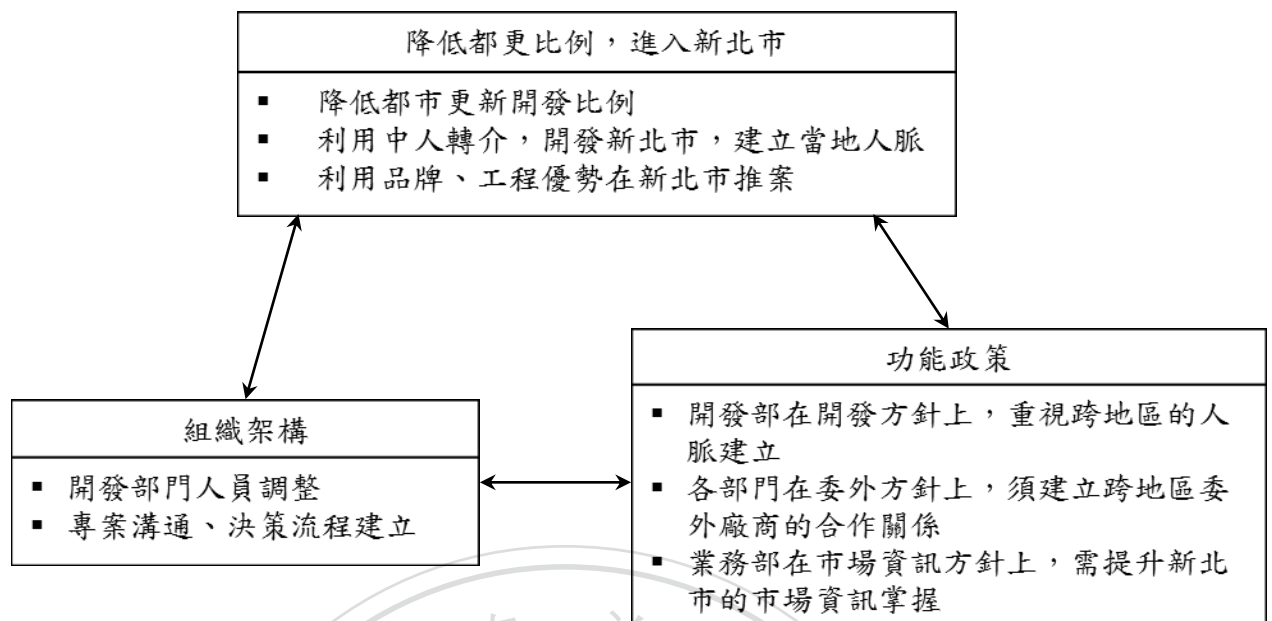 降低都更比例，進入新北市
▪ 降低都市更新開發比例
▪ 利用中人轉介，開發新北市，建立當地人脈
▪ 利用品牌、工程優勢在新北市推案
組織架構
▪ 開發部門人員調整
▪ 專案溝通、決策流程建立
功能政策
▪ 開發部在開發方針上，重視跨地區的人
脈建立
▪ 各部門在委外方針上，須建立跨地區委
外廠商的合作關係
▪ 業務部在市場資訊方針上，需提升新北
市的市場資訊掌握